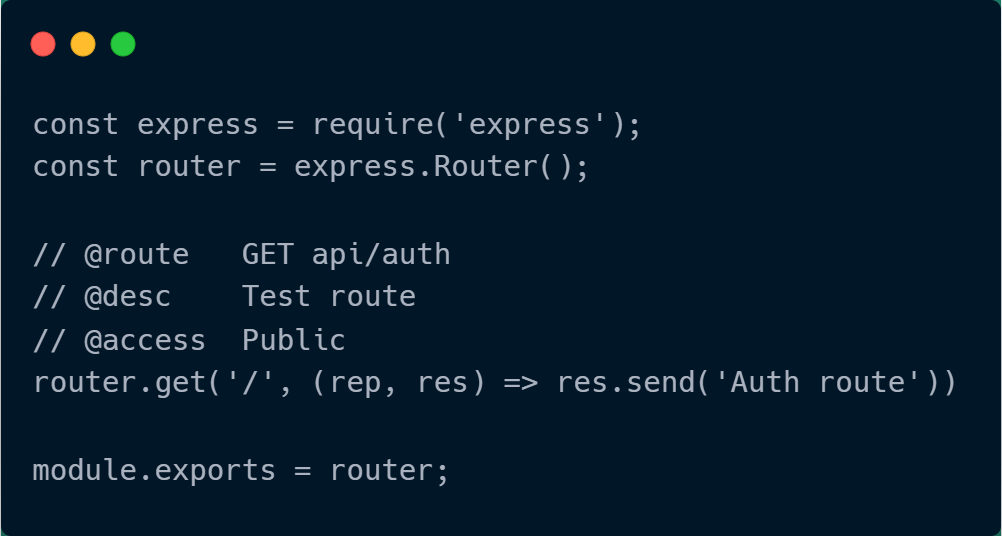 const express = require('express');
const router = express.Router();

// @route   GET api/auth
// @desc    Test route
// @access  Public
router.get('/', (rep, res) => res.send('Auth route'))

module.exports = router;